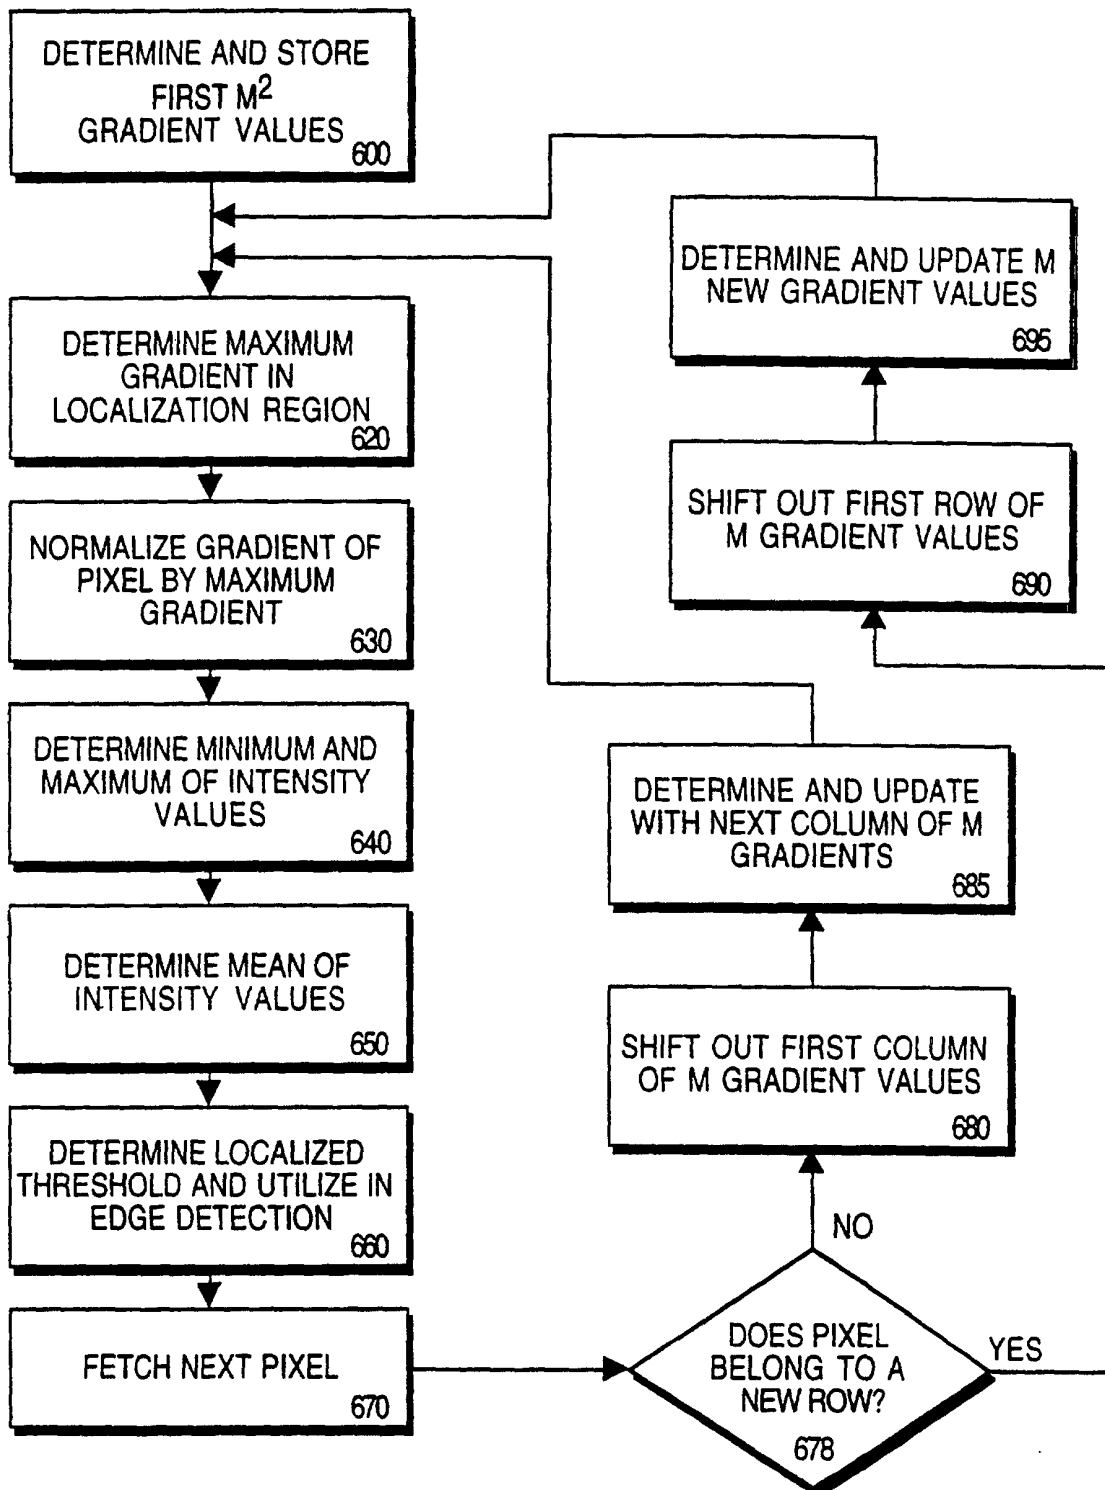 DETERMINE AND STORE
FIRST M²
GRADIENT VALUES
600
DETERMINE MAXIMUM
GRADIENT IN
LOCALIZATION REGION
620
NORMALIZE GRADIENT OF
PIXEL BY MAXIMUM
GRADIENT
630
DETERMINE MINIMUM AND
MAXIMUM OF INTENSITY
VALUES
640
DETERMINE MEAN OF
INTENSITY VALUES
650
DETERMINE LOCALIZED
THRESHOLD AND UTILIZE IN
EDGE DETECTION
660
FETCH NEXT PIXEL
670
DOES PIXEL
BELONG TO A
NEW ROW?
678
NO
YES
SHIFT OUT FIRST COLUMN
OF M GRADIENT VALUES
680
DETERMINE AND UPDATE
WITH NEXT COLUMN OF M
GRADIENTS
685
SHIFT OUT FIRST ROW OF
M GRADIENT VALUES
690
DETERMINE AND UPDATE M
NEW GRADIENT VALUES
695